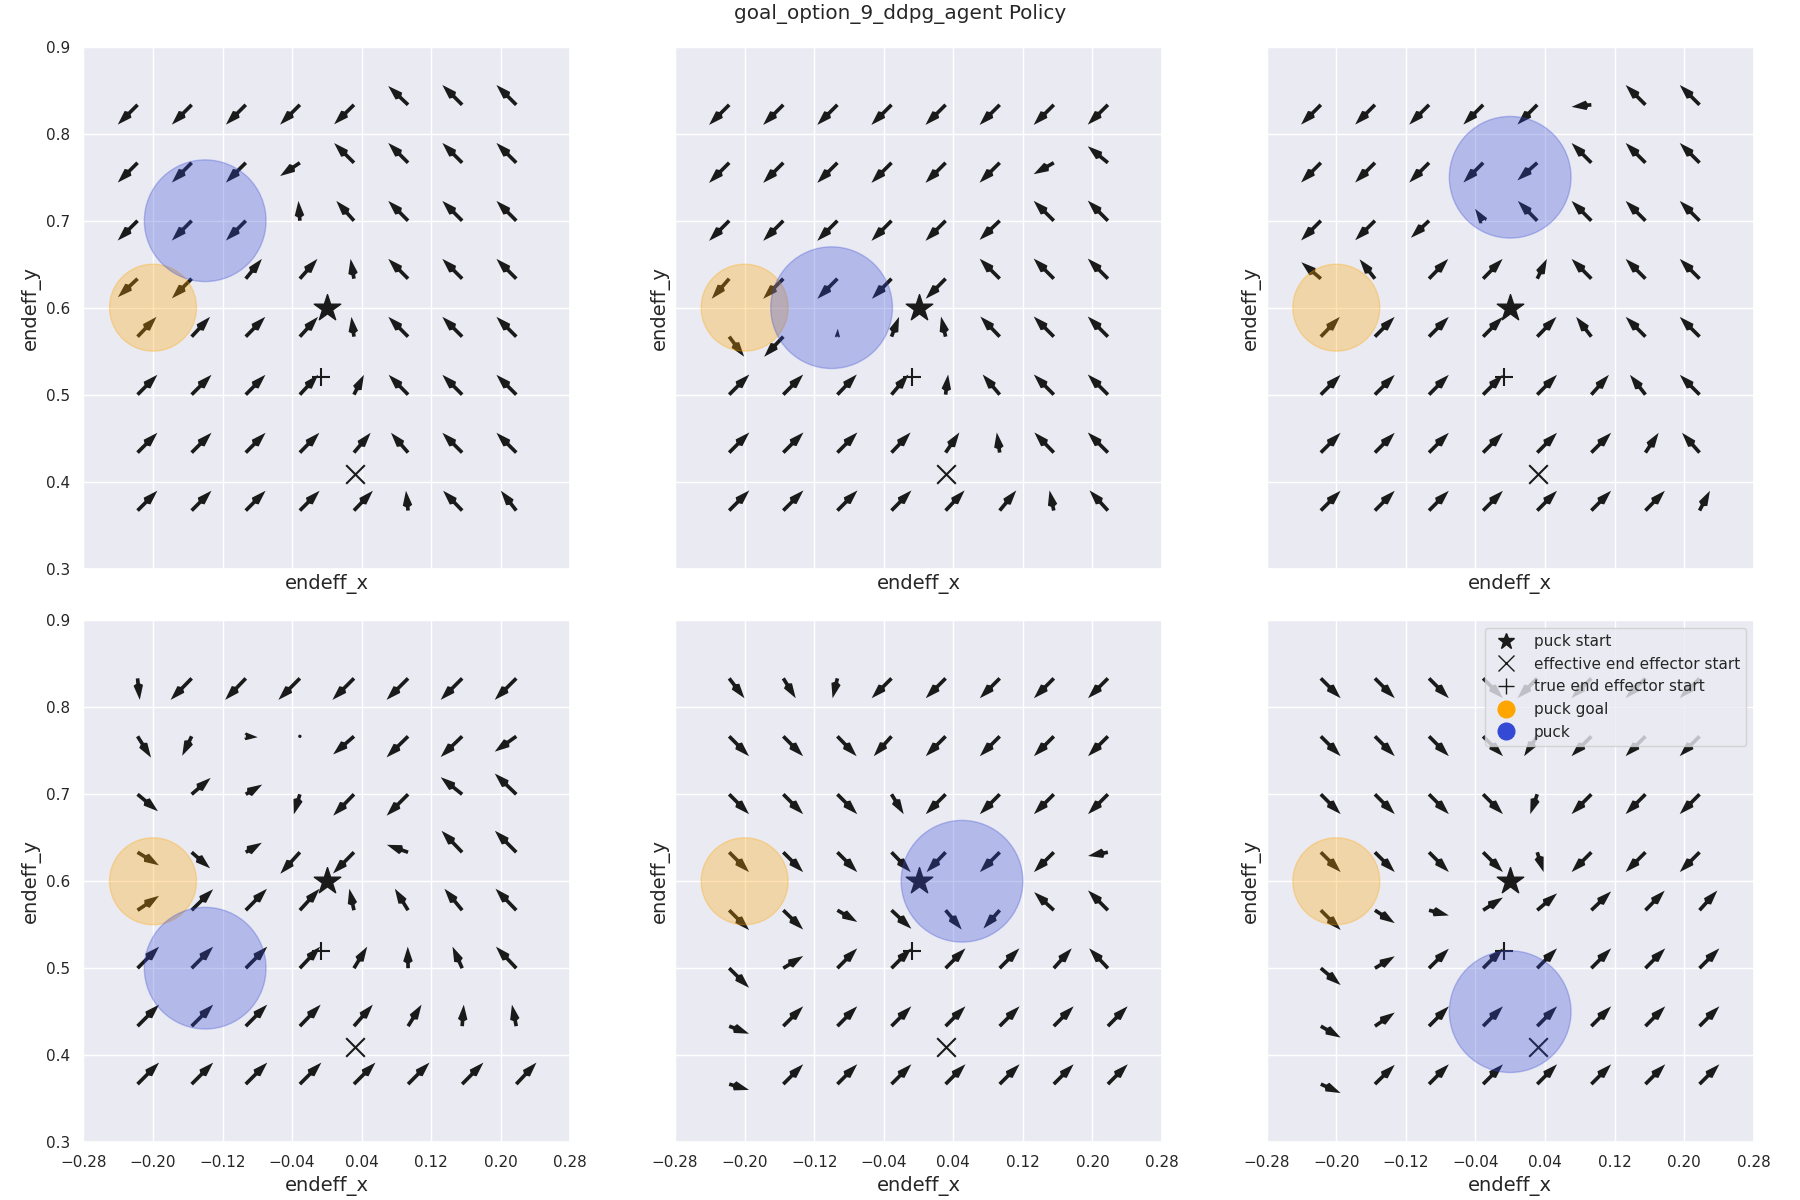 goal_option_9_ddpg_agent Policy
0.9
0.8
0.7
0.6
0.5
0.4
0.3
endeff_y
endeff_x
endeff_y
endeff_x
endeff_y
endeff_x
0.9
0.8
0.7
0.6
0.5
0.4
0.3
endeff_y
−0.28 −0.20 −0.12 −0.04 0.04 0.12 0.20 0.28
endeff_x
endeff_y
−0.28 −0.20 −0.12 −0.04 0.04 0.12 0.20 0.28
endeff_x
endeff_y
puck start
effective end effector start
true end effector start
puck goal
puck
−0.28 −0.20 −0.12 −0.04 0.04 0.12 0.20 0.28
endeff_x